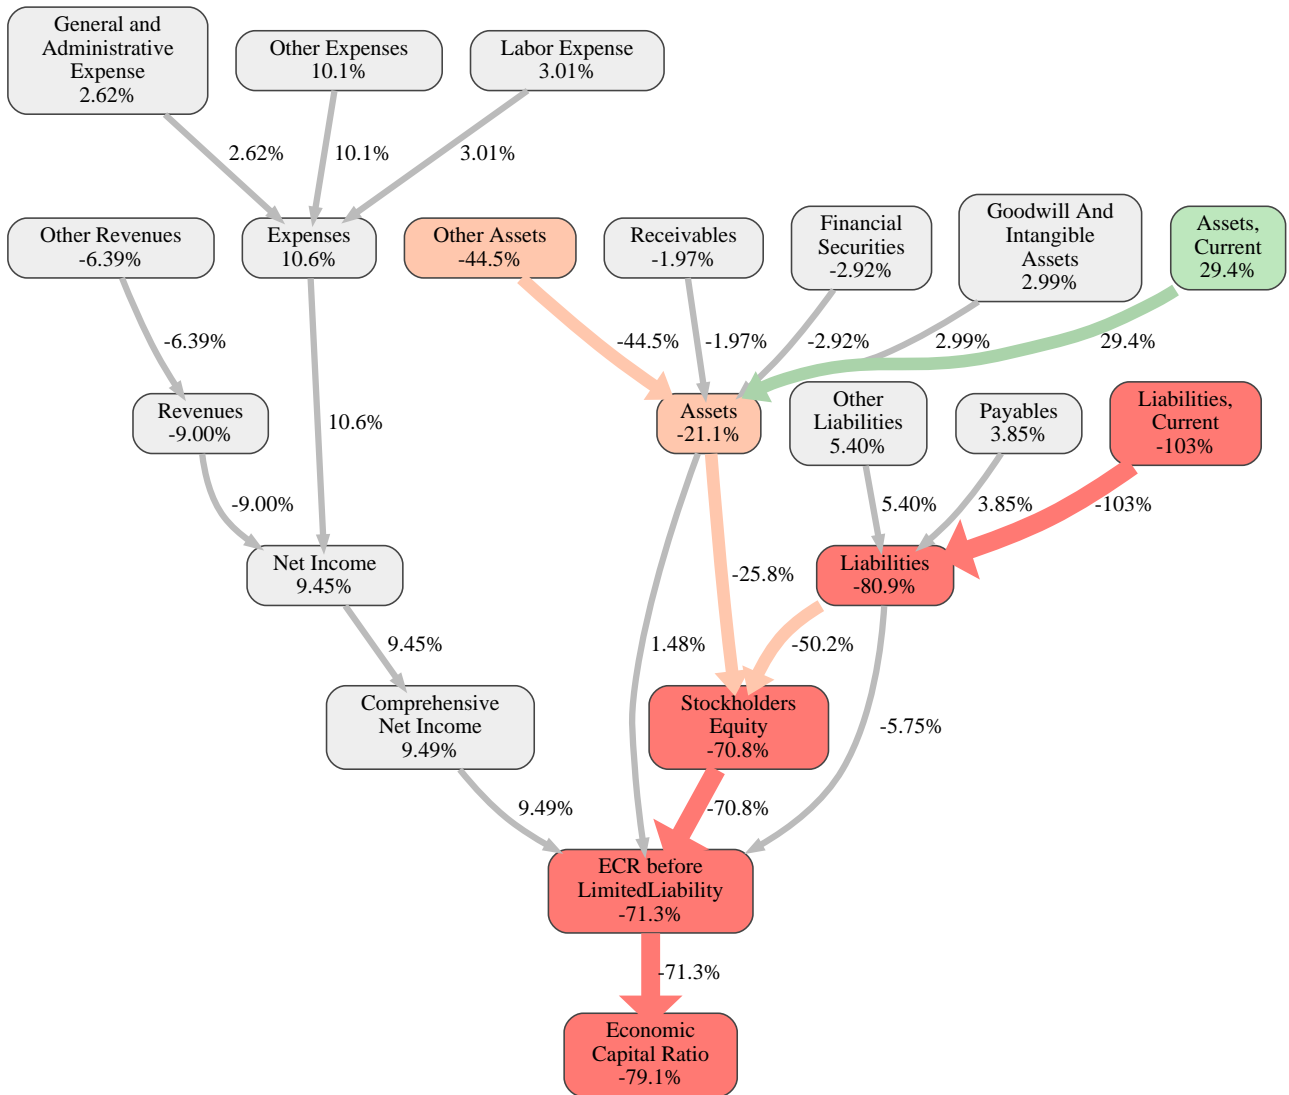 General and
Administrative
Expense
2.62%
Other Expenses
10.1%
Labor Expense
3.01%
2.62%
10.1%
3.01%
Other Revenues
-6.39%
Expenses
10.6%
Other Assets
-44.5%
Receivables
-1.97%
Financial
Securities
-2.92%
Goodwill And
Intangible
Assets
2.99%
Assets,
Current
29.4%
-6.39%
-44.5%
-1.97%
-2.92%
2.99%
29.4%
Revenues
-9.00%
10.6%
Assets
-21.1%
Other
Liabilities
5.40%
Payables
3.85%
Liabilities,
Current
-103%
-9.00%
5.40%
3.85%
-103%
Net Income
9.45%
-25.8%
Liabilities
-80.9%
9.45%
1.48%
-50.2%
Comprehensive
Net Income
9.49%
Stockholders
Equity
-70.8%
-5.75%
9.49%
-70.8%
ECR before
LimitedLiability
-71.3%
-71.3%
Economic
Capital Ratio
-79.1%